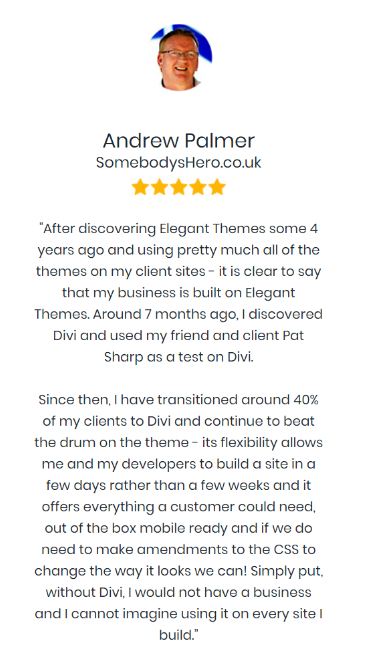 Andrew Palmer
SomebodysHero.co.uk
"After discovering Elegant Themes some 4
years ago and using pretty much all of the
themes on my client sites - it is clear to say
that my business is built on Elegant
Themes. Around 7 months ago, I discovered
Divi and used my friend and client Pat
Sharp as a test on Divi.
Since then, I have transitioned around 40%
of my clients to Divi and continue to beat
the drum on the theme - its flexibility allows
me and my developers to build a site in a
few days rather than a few weeks and it
offers everything a customer could need,
out of the box mobile ready and if we do
need to make amendments to the CSS to
change the way it looks we can! Simply put,
without Divi, I would not have a business
and I cannot imagine using it on every site I
build."